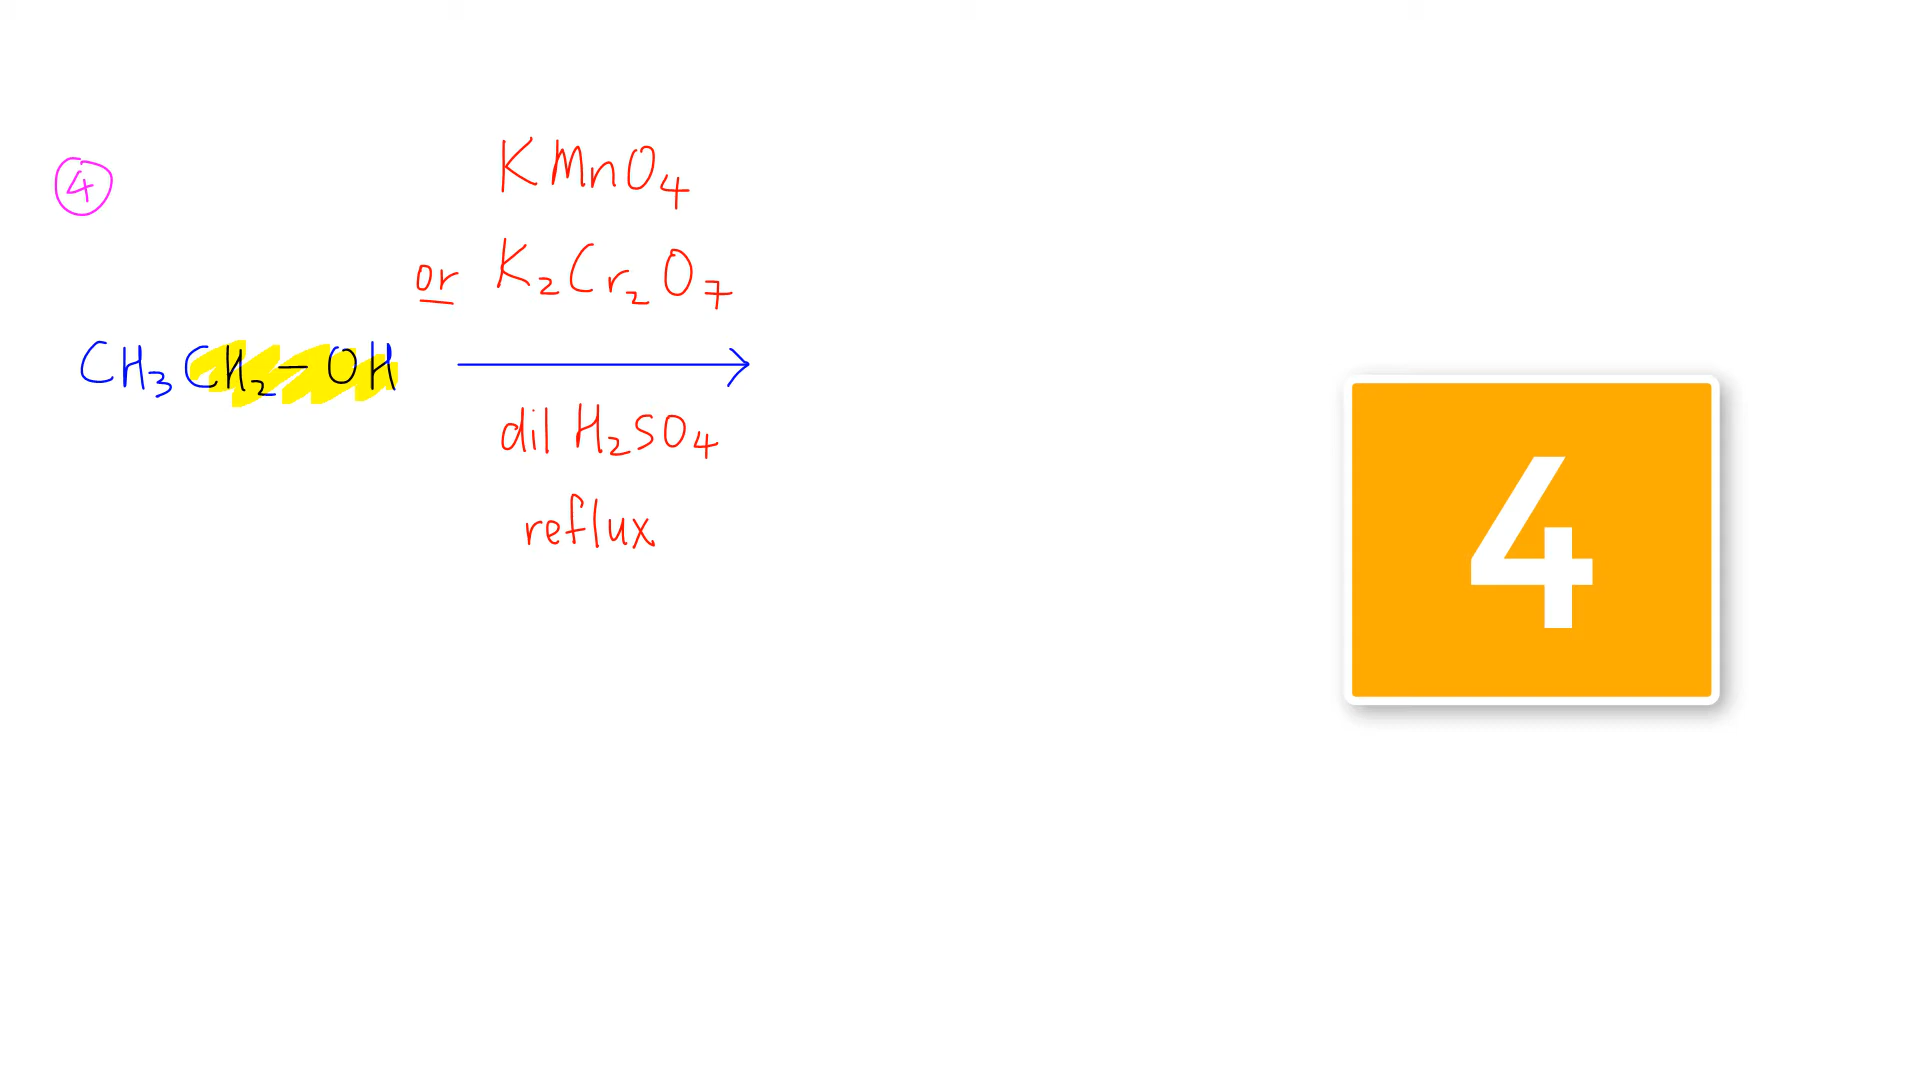 ④
KMnO₄
or K₂Cr₂O₇
CH₃CH₂-OH
dil H₂SO₄
reflux
4